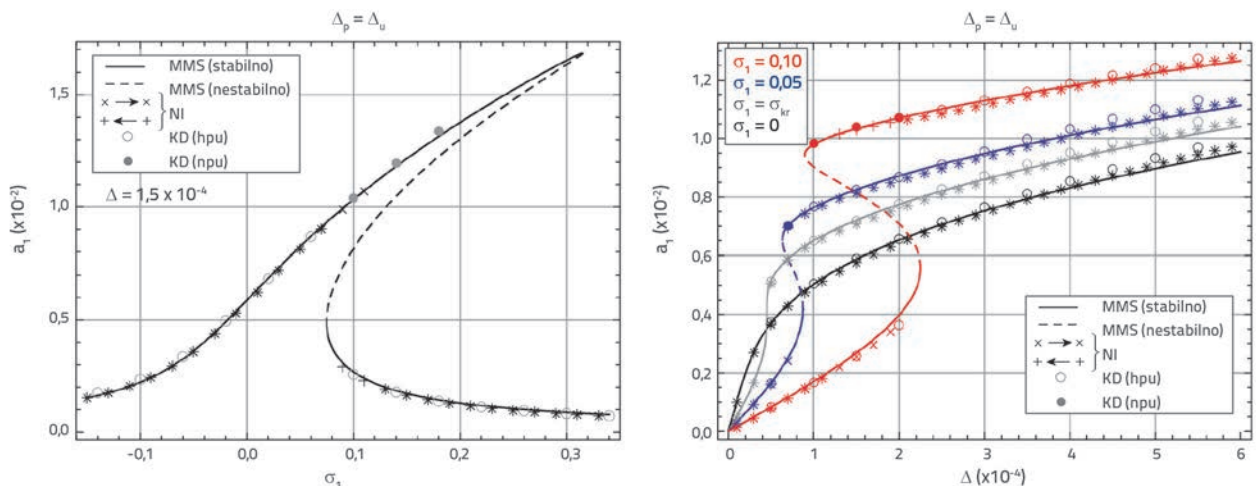 Δp = Δu
MMS (stabilno)
MMS (nestabilno)
NI
KD (hpu)
KD (npu)
Δ = 1,5 x 10⁻⁴
1,5
1,0
0,5
0,0
a₁ (x10⁻²)
-0,1
0,0
0,1
0,2
0,3
σ₁
Δp = Δu
σ₁ = 0,10
σ₁ = 0,05
σ₁ = σkr
σ₁ = 0
1,2
1,0
0,8
0,6
0,4
0,2
0,0
a₁ (x10⁻²)
MMS (stabilno)
MMS (nestabilno)
NI
KD (hpu)
KD (npu)
0
1
2
3
4
5
6
Δ (x10⁻⁴)